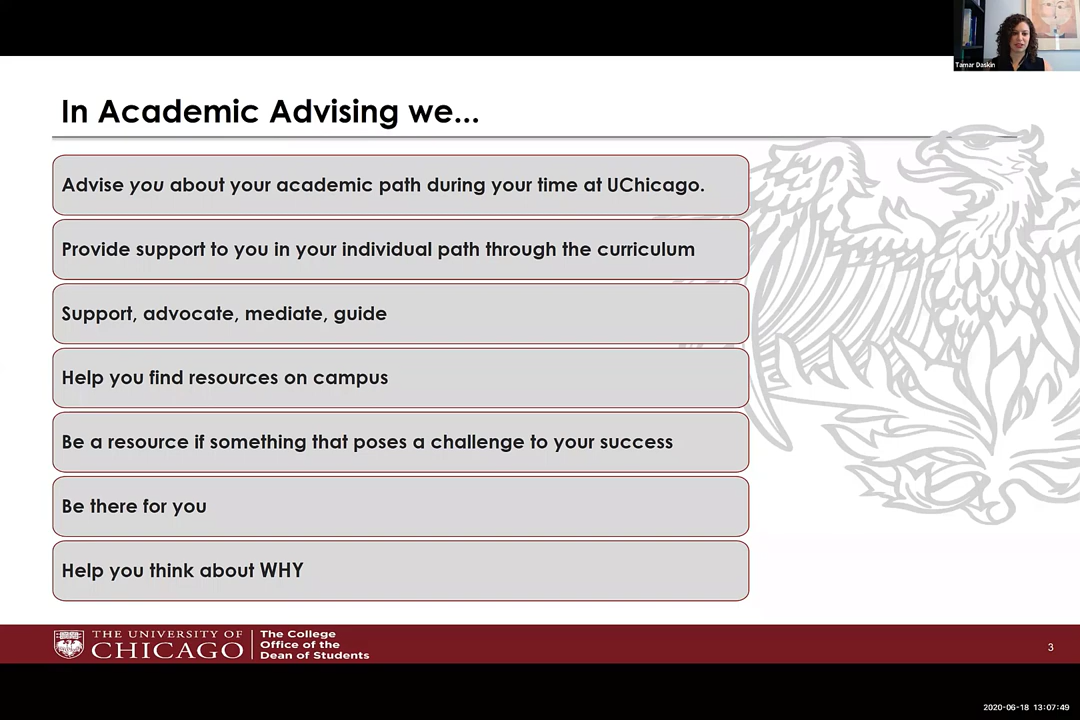 Tamar Daskin
In Academic Advising we...
Advise you about your academic path during your time at UChicago.
Provide support to you in your individual path through the curriculum
Support, advocate, mediate, guide
Help you find resources on campus
Be a resource if something that poses a challenge to your success
Be there for you
Help you think about WHY
THE UNIVERSITY OF
CHICAGO
The College
Office of the
Dean of Students
3
2020-06-18 13:07:49